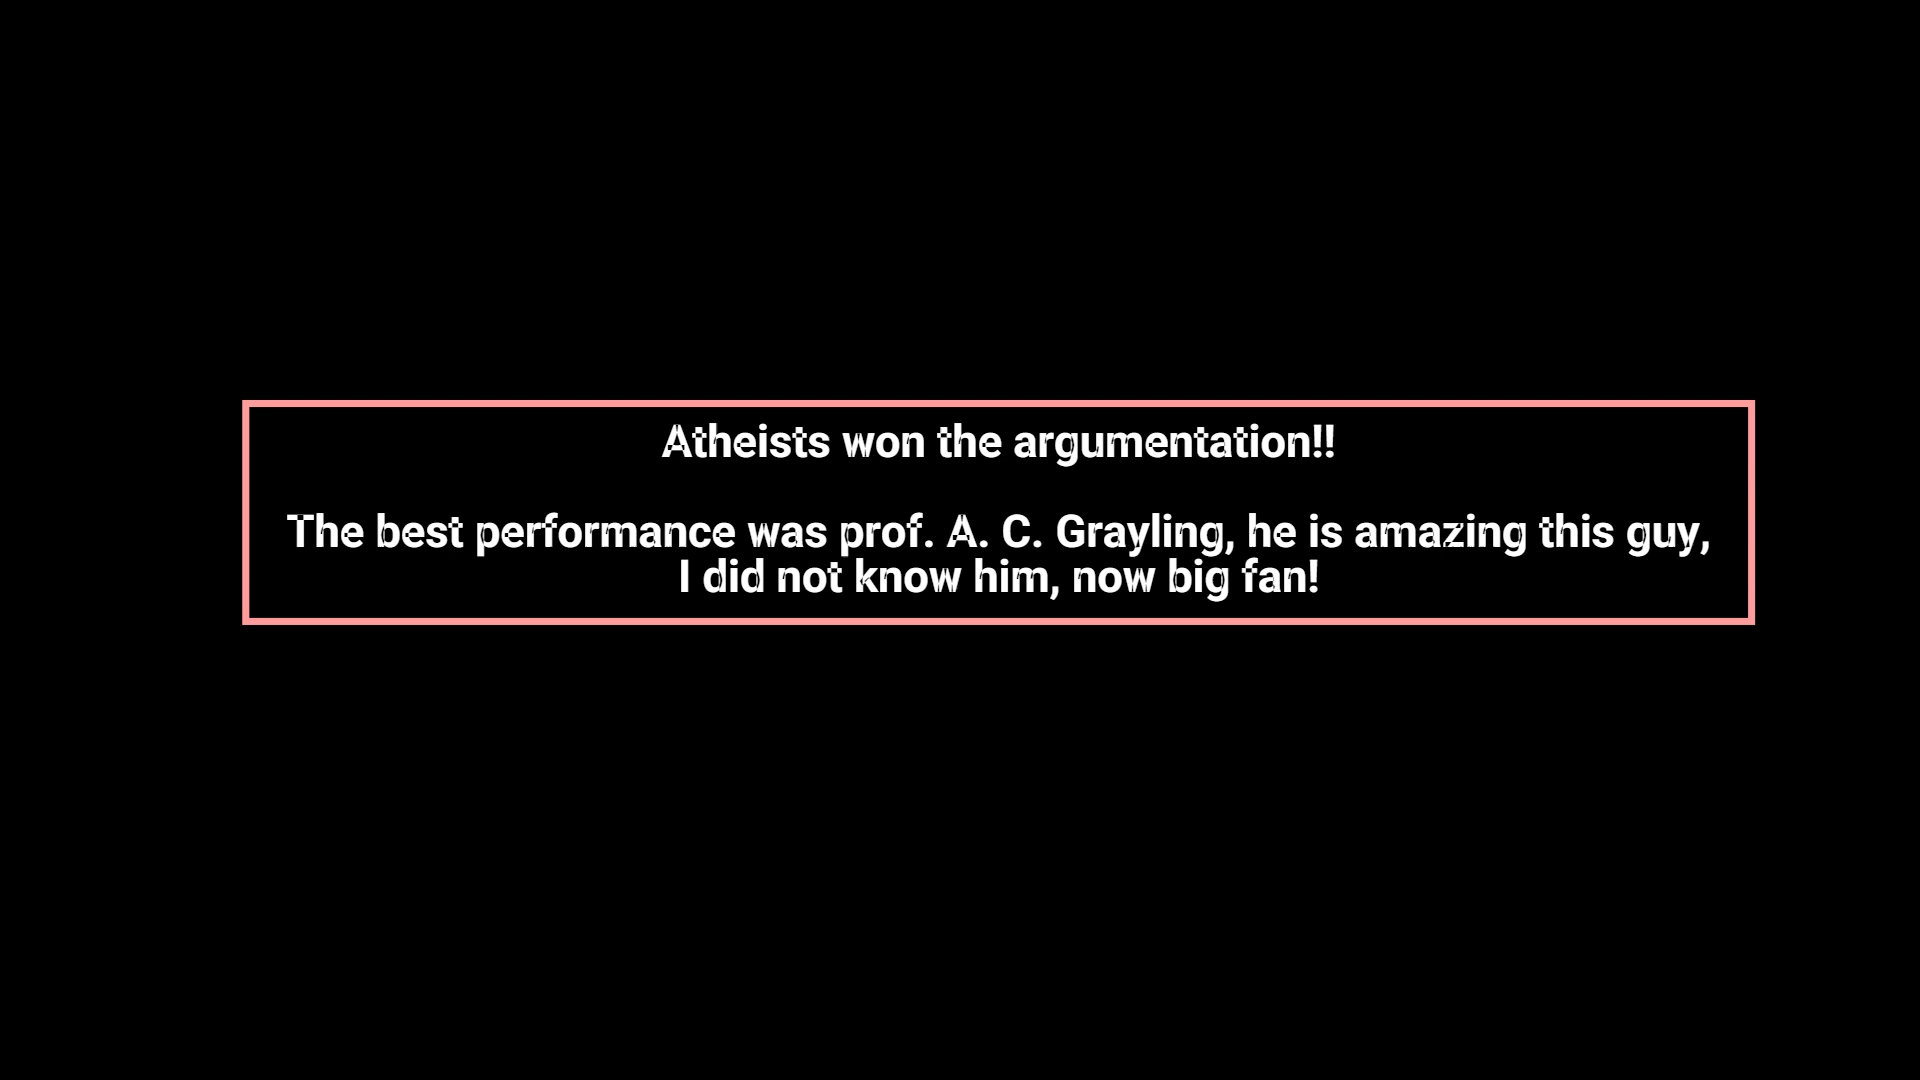 Atheists won the argumentation!!
The best performance was prof. A. C. Grayling, he is amazing this guy,
I did not know him, now big fan!